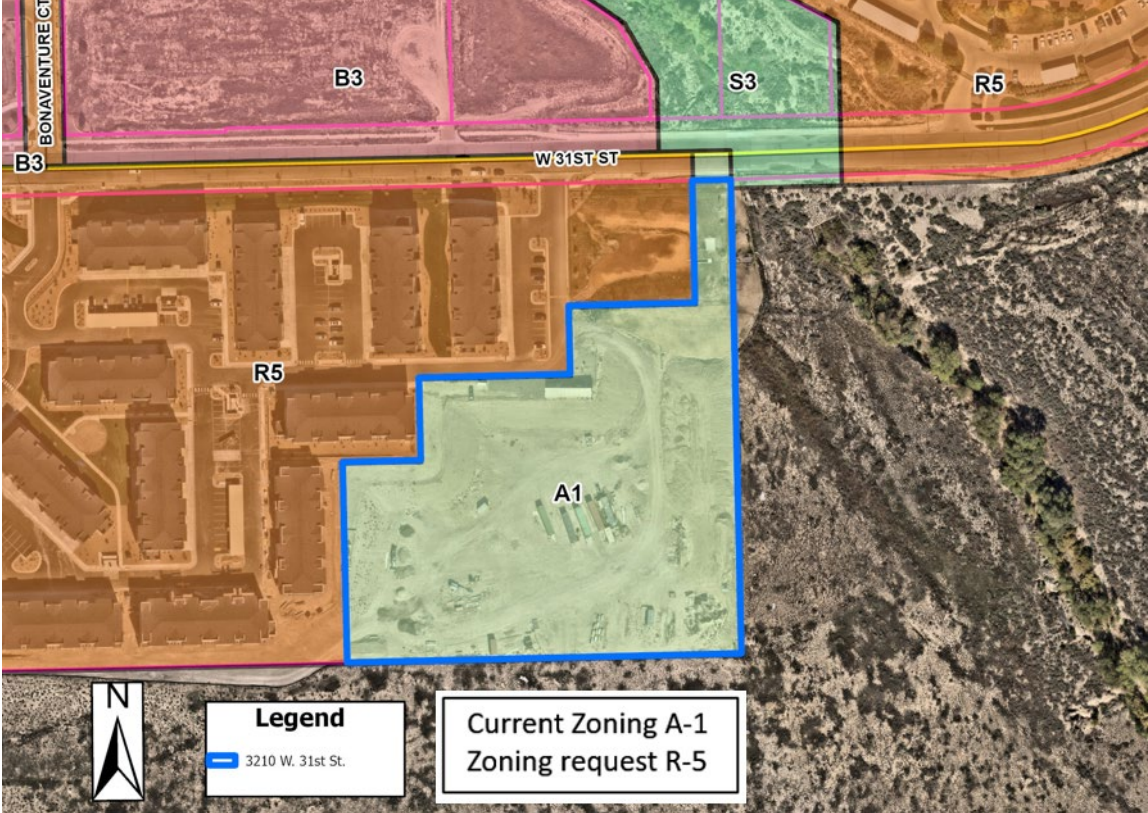 BONAVENTURE CT
B3
S3
R5
B3
W 31ST ST
R5
A1
N
Legend
3210 W. 31st St.
Current Zoning A-1
Zoning request R-5